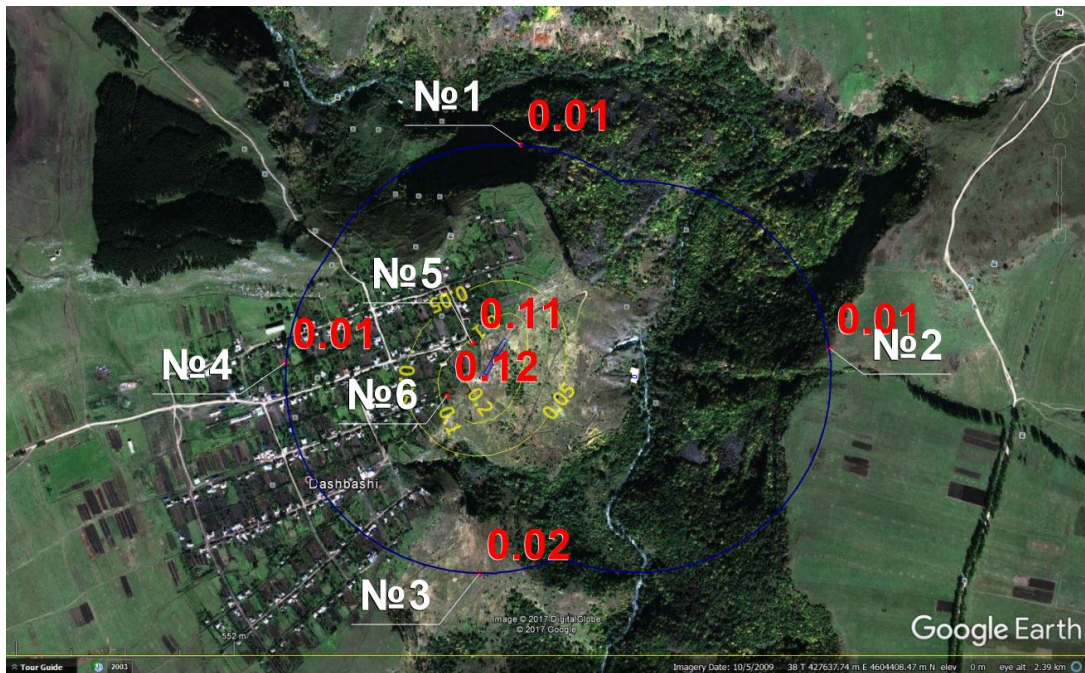 N
№1
0.01
№5
0.05
0.11
0.01
0.01
№2
№4
0.12
№6
0.2
0.1
0.05
Dashbashi
0.02
№3
Image © 2017 DigitalGlobe
© 2017 Google
Google Earth
552 m
Tour Guide
2003
Imagery Date: 10/5/2009 38 T 427637.74 m E 4604408.47 m N elev 0 m eye alt 2.39 km